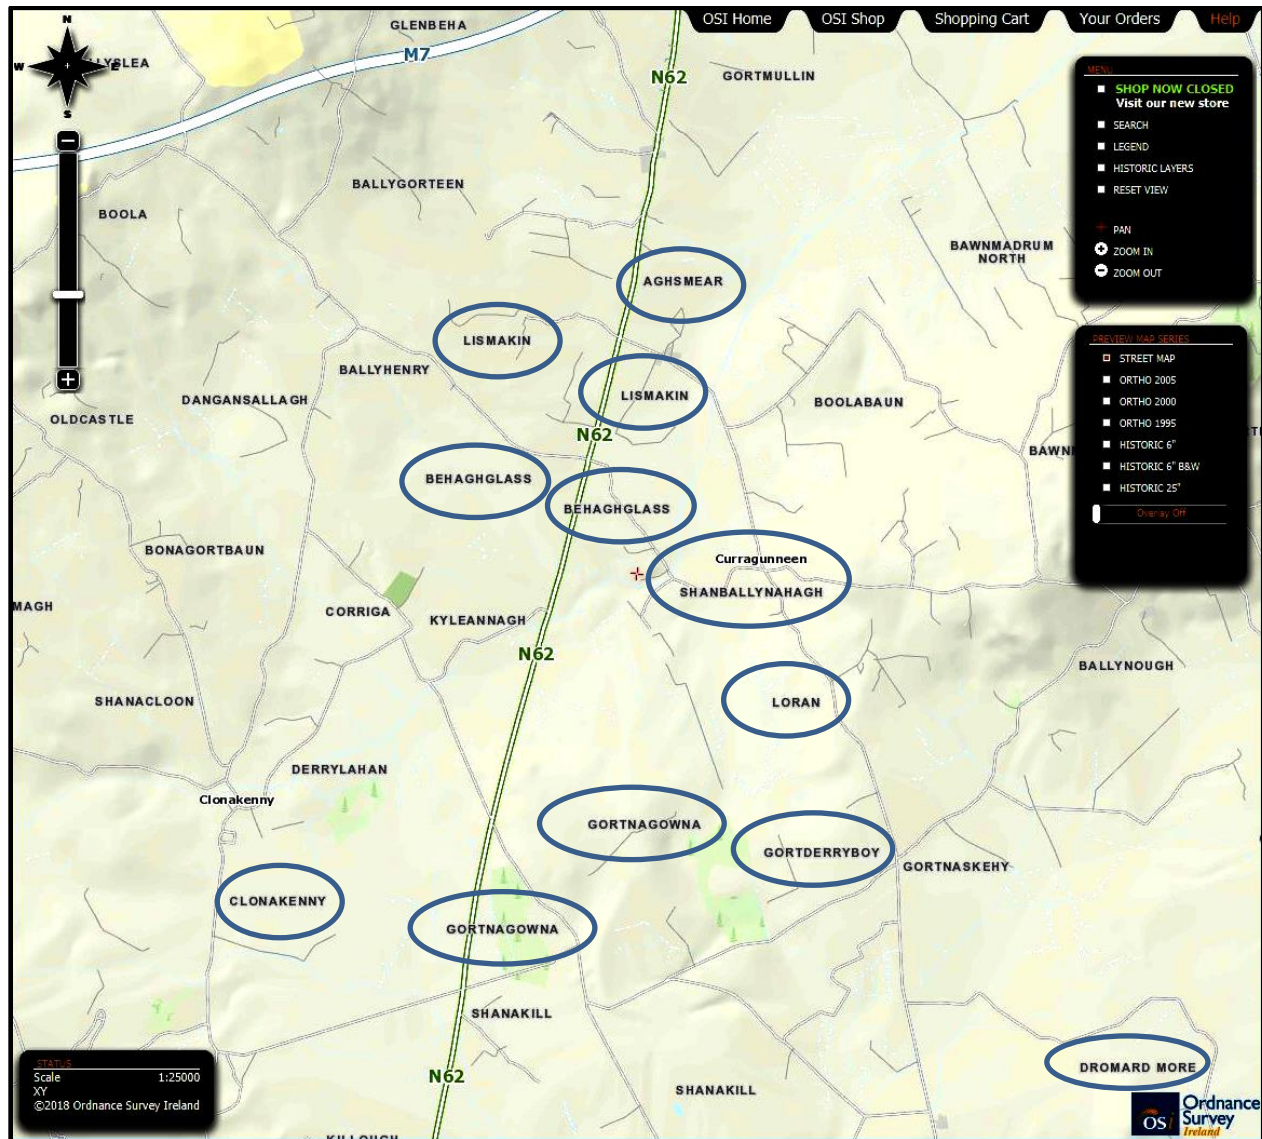 OSI Home
OSI Shop
Shopping Cart
Your Orders
Help
N
W
E
S
LYSLEA
GLENBEHA
M7
N62
GORTMULLIN
MENU
SHOP NOW CLOSED
Visit our new store
SEARCH
LEGEND
HISTORIC LAYERS
RESET VIEW
PAN
ZOOM IN
ZOOM OUT
BALLYGORTEEN
BOOLA
BAWNMADRUM
NORTH
AGHSMEAR
LISMAKIN
BALLYHENRY
LISMAKIN
DANGANSALLAGH
BOOLABAUN
OLDCASTLE
N62
BAWN
PREVIEW MAP SERIES
STREET MAP
ORTHO 2005
ORTHO 2000
ORTHO 1995
HISTORIC 6"
HISTORIC 6" B&W
HISTORIC 25"
Overlay Off
BEHAGHGLASS
BEHAGHGLASS
BONAGORTBAUN
Curragunneen
SHANBALLYNAHAGH
MAGH
CORRIGA
KYLEANNAGH
N62
BALLYNOUGH
SHANACLOON
LORAN
DERRYLAHAN
Clonakenny
GORTNAGOWNA
GORTDERRYBOY
GORTNASKEHY
CLONAKENNY
GORTNAGOWNA
SHANAKILL
N62
SHANAKILL
DROMARD MORE
KILLOUGH
STATUS
Scale 1:25000
XY
©2018 Ordnance Survey Ireland
OSi
Ordnance
Survey
Ireland